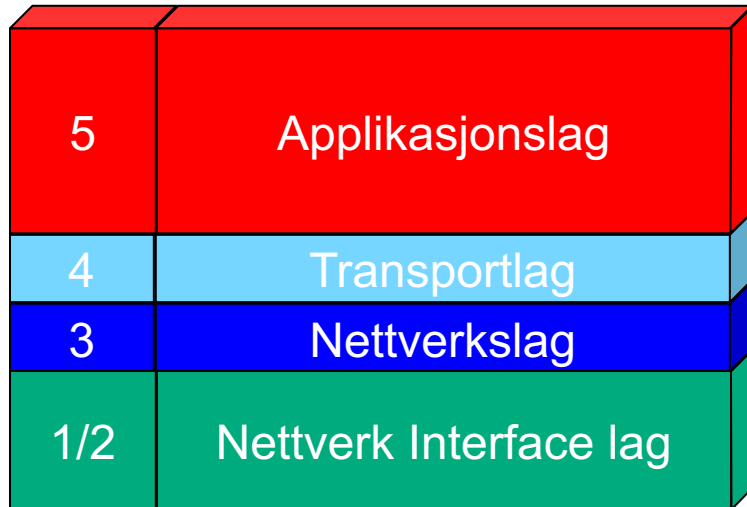 5 Applikasjonslag
4 Transportlag
3 Nettverkslag
1/2 Nettverk Interface lag